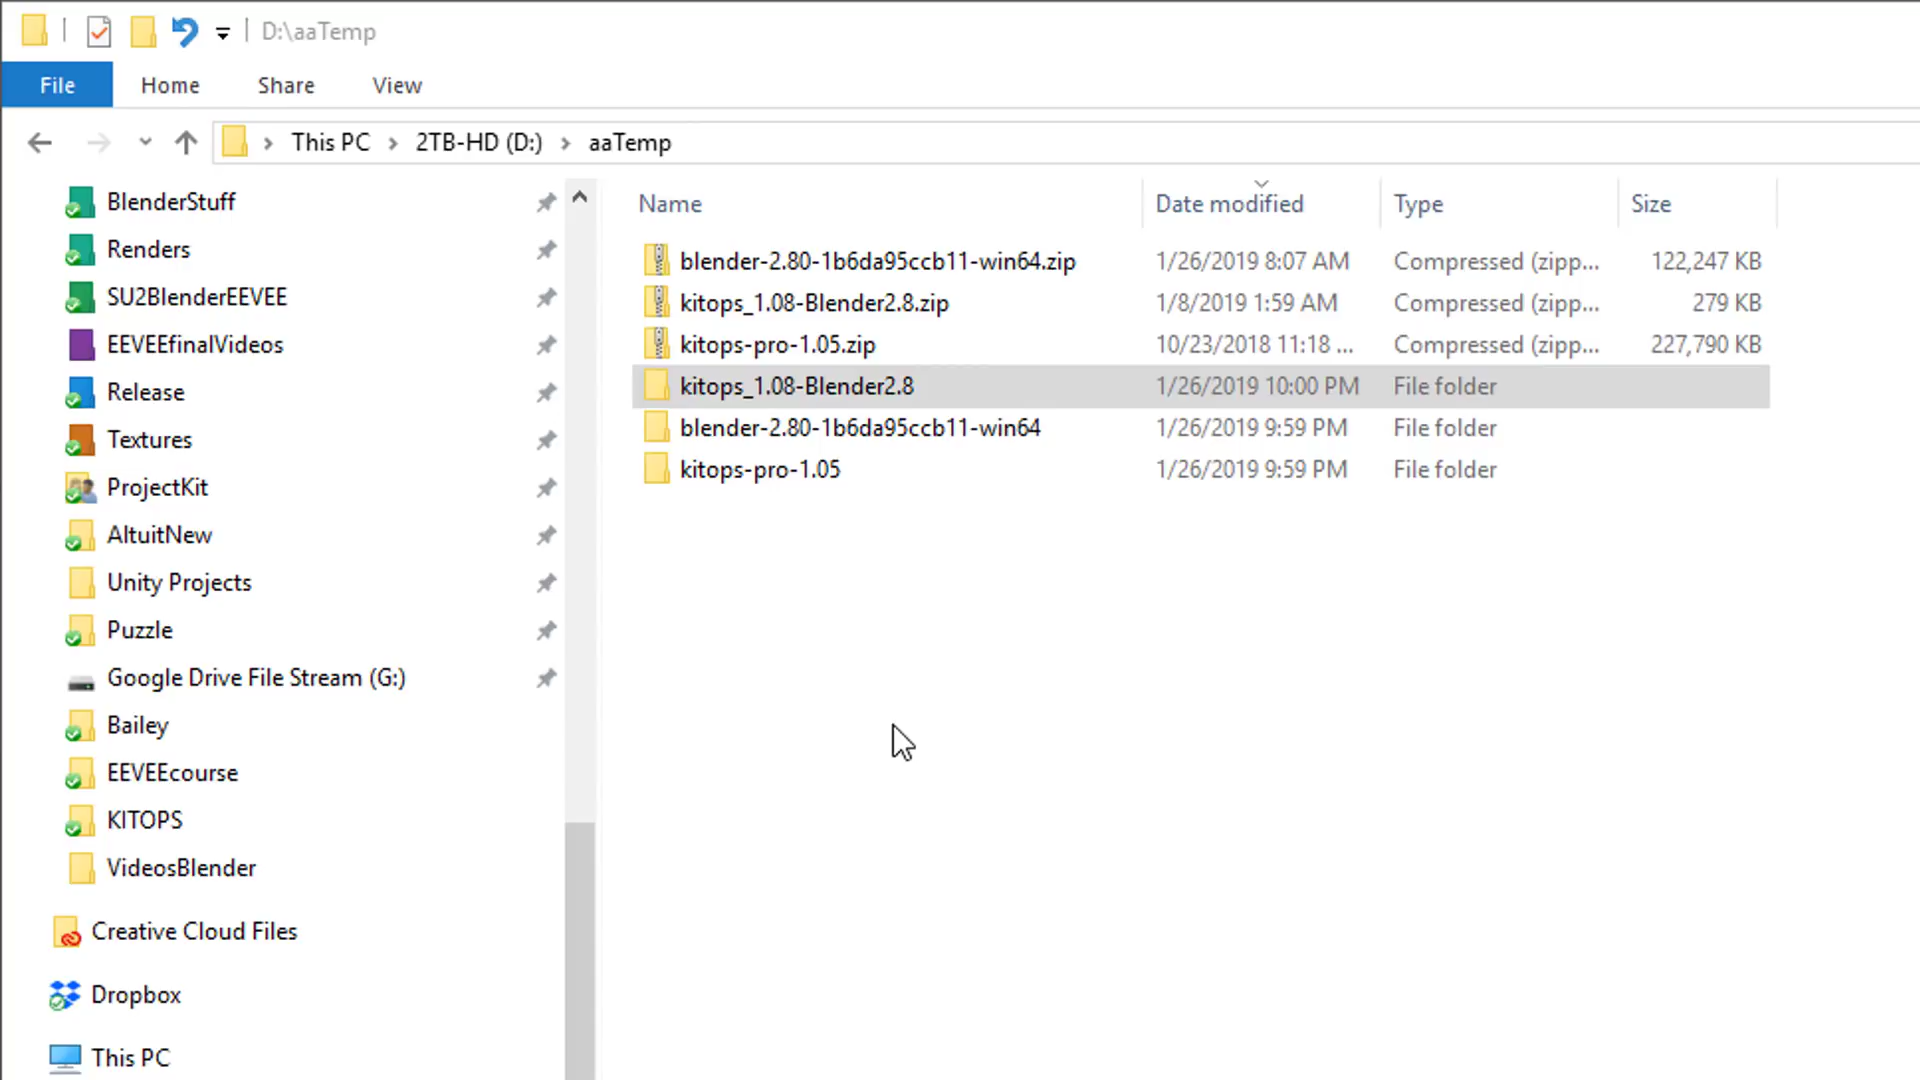 D:\aaTemp
File Home Share View
This PC 2TB-HD (D:) aaTemp
BlenderStuff
Renders
SU2BlenderEEVEE
EEVEEfinalVideos
Release
Textures
ProjectKit
AltuitNew
Unity Projects
Puzzle
Google Drive File Stream (G:)
Bailey
EEVEEcourse
KITOPS
VideosBlender
Creative Cloud Files
Dropbox
This PC
Name Date modified Type Size
blender-2.80-1b6da95ccb11-win64.zip 1/26/2019 8:07 AM Compressed (zipp... 122,247 KB
kitops_1.08-Blender2.8.zip 1/8/2019 1:59 AM Compressed (zipp... 279 KB
kitops-pro-1.05.zip 10/23/2018 11:18 ... Compressed (zipp... 227,790 KB
kitops_1.08-Blender2.8 1/26/2019 10:00 PM File folder
blender-2.80-1b6da95ccb11-win64 1/26/2019 9:59 PM File folder
kitops-pro-1.05 1/26/2019 9:59 PM File folder